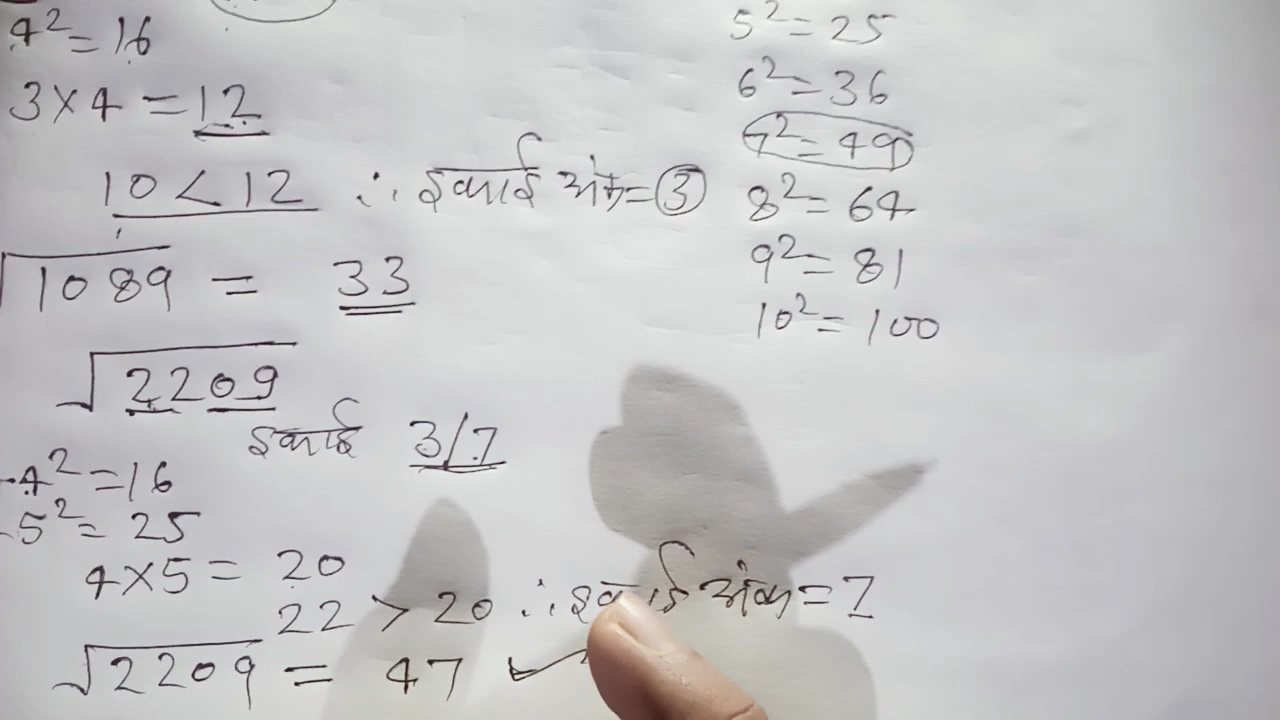 4² = 16
3 × 4 = 12
10 < 12 ∴ इकाई अंक = 3
√1089 = 33
√2209
इकाई 3/7
4² = 16
5² = 25
4 × 5 = 20
22 > 20 ∴ इकाई अंक = 7
√2209 = 47
5² = 25
6² = 36
7² = 49
8² = 64
9² = 81
10² = 100